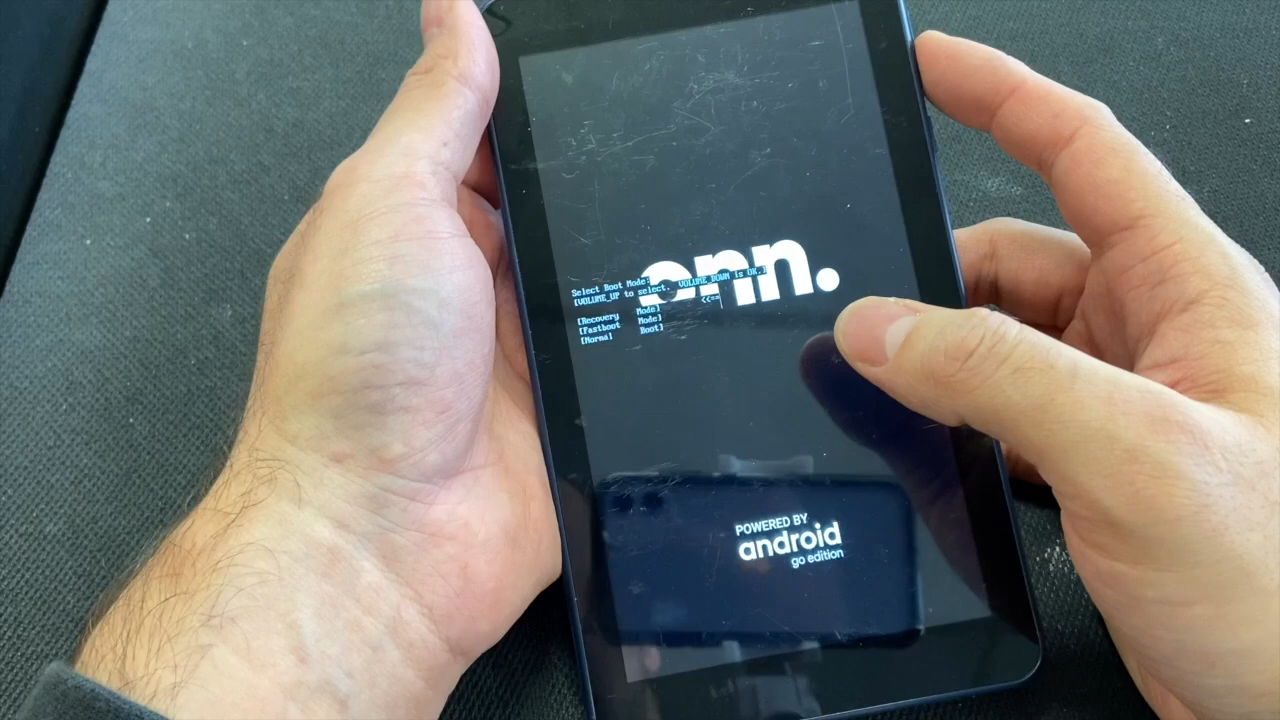 onn.
Select Boot Mode:
[VOLUME_UP to select. VOLUME_DOWN is OK.]
[Recovery Mode] <<==
[Fastboot Mode]
[Normal Boot]
POWERED BY
android
go edition